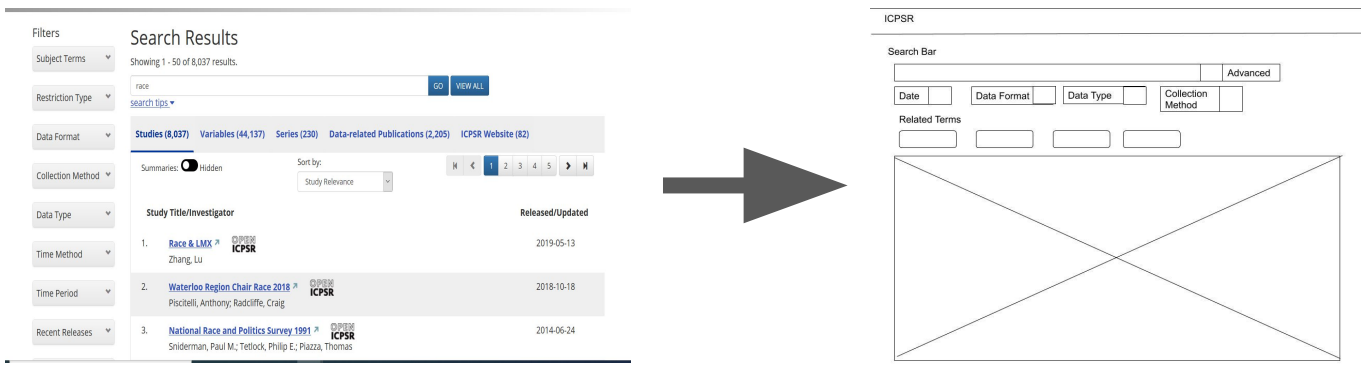 Filters
Subject Terms
Restriction Type
Data Format
Collection Method
Data Type
Time Method
Time Period
Recent Releases
Search Results
Showing 1 - 50 of 8,037 results.
race
GO VIEW ALL
search tips
Studies (8,037) Variables (44,137) Series (230) Data-related Publications (2,205) ICPSR Website (82)
Summaries: Hidden
Sort by:
Study Relevance
1 2 3 4 5
Study Title/Investigator Released/Updated
1. Race & LMX OPEN ICPSR 2019-05-13
Zhang, Lu
2. Waterloo Region Chair Race 2018 OPEN ICPSR 2018-10-18
Piscitelli, Anthony; Radcliffe, Craig
3. National Race and Politics Survey 1991 OPEN ICPSR 2014-06-24
Sniderman, Paul M.; Tetlock, Philip E.; Piazza, Thomas
ICPSR
Search Bar
Advanced
Date Data Format Data Type Collection
Method
Related Terms